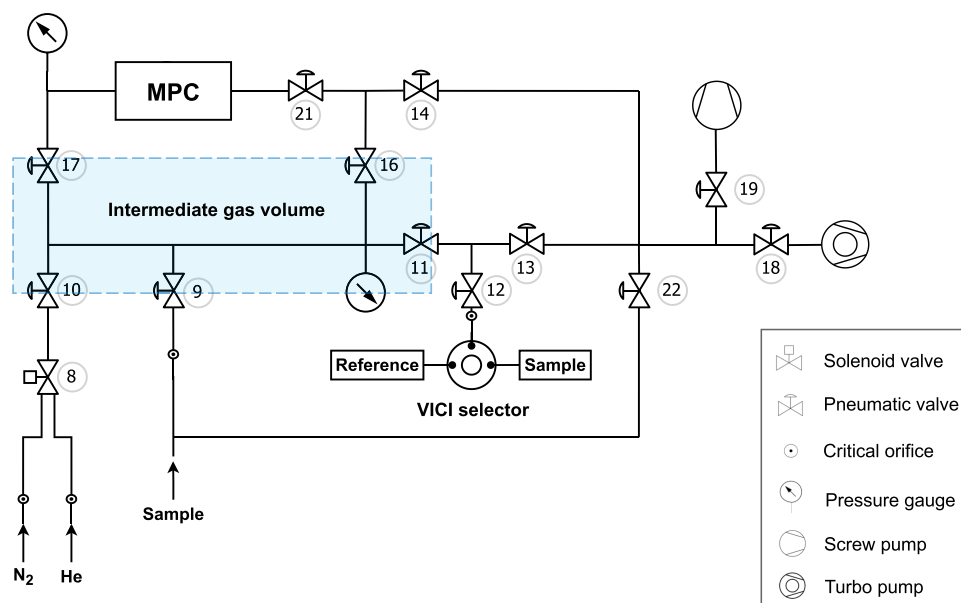 MPC
21
14
17
16
19
Intermediate gas volume
11
13
18
10
9
12
22
8
Reference
Sample
VICI selector
Sample
N2
He
Solenoid valve
Pneumatic valve
Critical orifice
Pressure gauge
Screw pump
Turbo pump